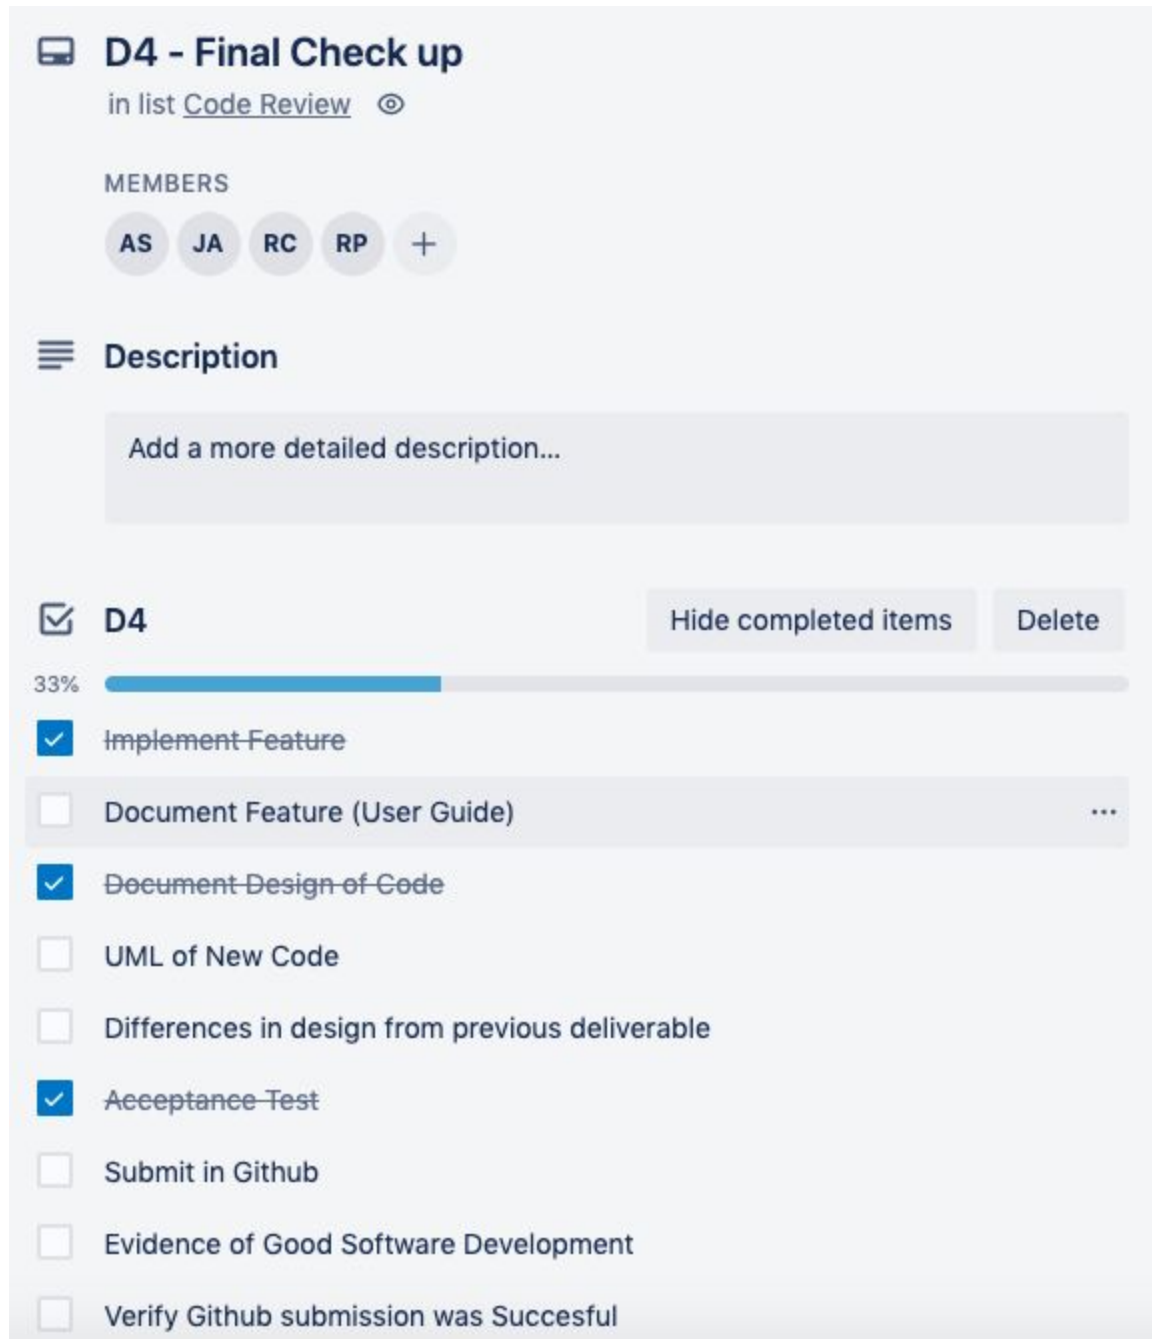 D4 - Final Check up
in list Code Review
MEMBERS
AS JA RC RP +
Description
Add a more detailed description...
D4 Hide completed items Delete
33%
Implement Feature
Document Feature (User Guide)
Document Design of Code
UML of New Code
Differences in design from previous deliverable
Acceptance Test
Submit in Github
Evidence of Good Software Development
Verify Github submission was Succesful